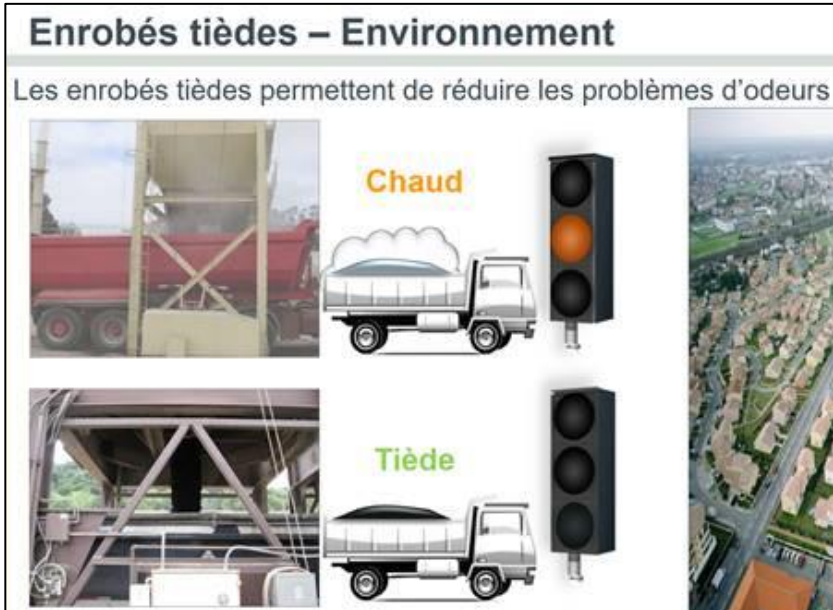 Enrobés tièdes – Environnement
Les enrobés tièdes permettent de réduire les problèmes d’odeurs
Chaud
Tiède